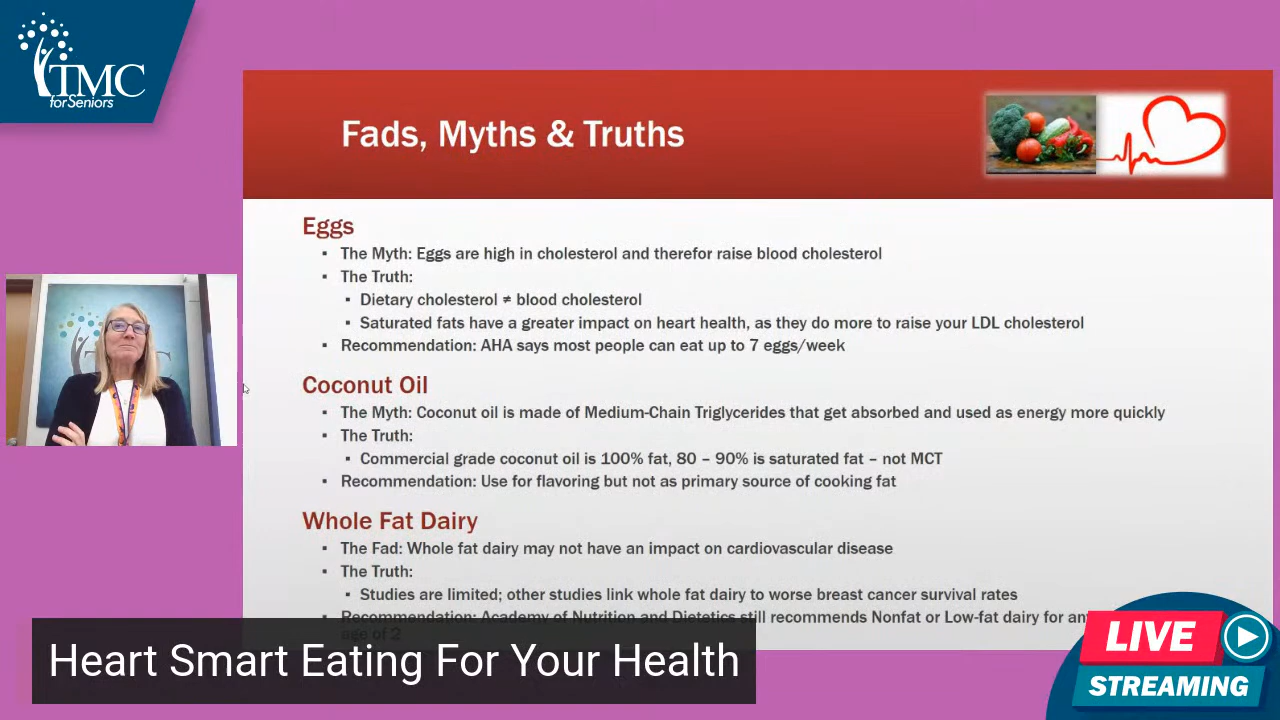 TMC
for Seniors
Fads, Myths & Truths
Eggs
▪ The Myth: Eggs are high in cholesterol and therefor raise blood cholesterol
▪ The Truth:
▪ Dietary cholesterol ≠ blood cholesterol
▪ Saturated fats have a greater impact on heart health, as they do more to raise your LDL cholesterol
▪ Recommendation: AHA says most people can eat up to 7 eggs/week
Coconut Oil
▪ The Myth: Coconut oil is made of Medium-Chain Triglycerides that get absorbed and used as energy more quickly
▪ The Truth:
▪ Commercial grade coconut oil is 100% fat, 80 – 90% is saturated fat – not MCT
▪ Recommendation: Use for flavoring but not as primary source of cooking fat
Whole Fat Dairy
▪ The Fad: Whole fat dairy may not have an impact on cardiovascular disease
▪ The Truth:
▪ Studies are limited; other studies link whole fat dairy to worse breast cancer survival rates
▪ Recommendation: Academy of Nutrition and Dietetics still recommends Nonfat or Low-fat dairy for
age of 2
Heart Smart Eating For Your Health
LIVE
STREAMING